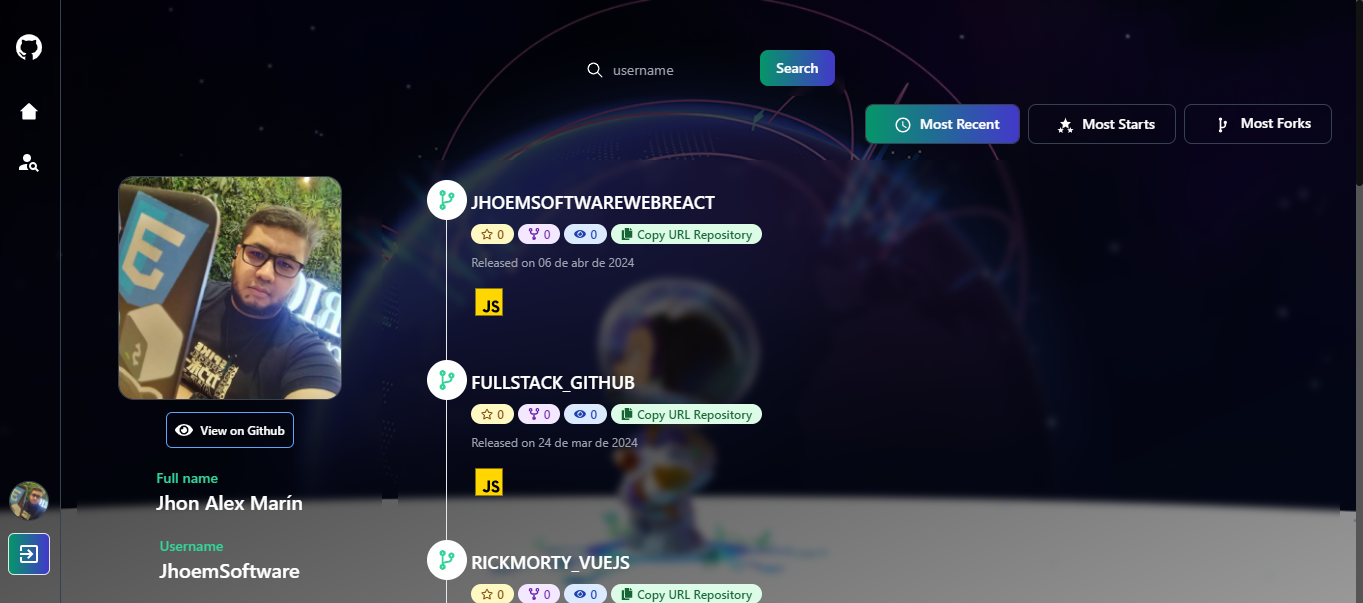 username
Search
Most Recent
Most Starts
Most Forks
JHOEMSOFTWAREWEBREACT
0 0 0 Copy URL Repository
Released on 06 de abr de 2024
JS
FULLSTACK_GITHUB
0 0 0 Copy URL Repository
Released on 24 de mar de 2024
JS
RICKMORTY_VUEJS
0 0 0 Copy URL Repository
View on Github
Full name
Jhon Alex Marín
Username
JhoemSoftware